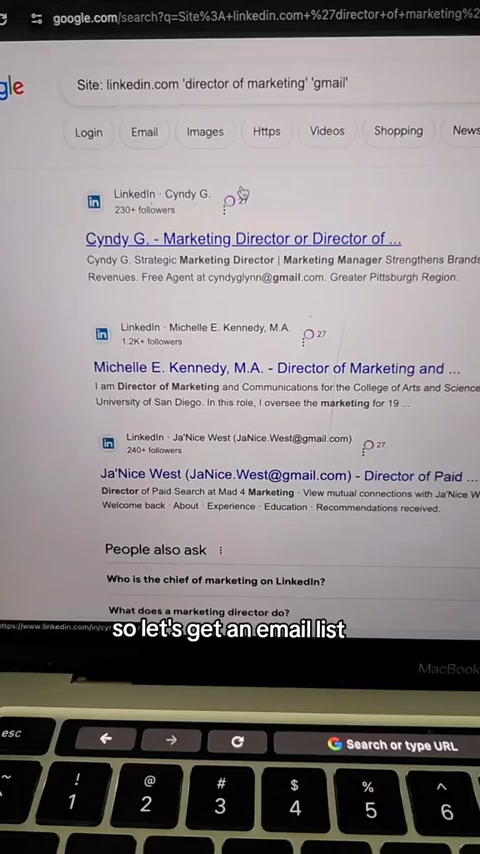 google.com/search?q=Site%3A+linkedin.com+%27director+of+marketing%2
gle
Site: linkedin.com 'director of marketing' 'gmail'
Login Email Images Https Videos Shopping News
LinkedIn · Cyndy G.
27
230+ followers
Cyndy G. - Marketing Director or Director of ...
Cyndy G. Strategic Marketing Director | Marketing Manager Strengthens Brands
Revenues. Free Agent at cyndyglynn@gmail.com. Greater Pittsburgh Region.
LinkedIn · Michelle E. Kennedy, M.A.
27
1.2K+ followers
Michelle E. Kennedy, M.A. - Director of Marketing and ...
I am Director of Marketing and Communications for the College of Arts and Science
University of San Diego. In this role, I oversee the marketing for 19 ...
LinkedIn · Ja'Nice West (JaNice.West@gmail.com)
27
240+ followers
Ja'Nice West (JaNice.West@gmail.com) - Director of Paid ...
Director of Paid Search at Mad 4 Marketing · View mutual connections with Ja'Nice W
Welcome back · About · Experience · Education · Recommendations received.
People also ask
Who is the chief of marketing on LinkedIn?
What does a marketing director do?
ttps://www.linkedin.com/in/cyn
so let's get an email list
MacBook
esc
Search or type URL
~ ! @ # $ % ^
1 2 3 4 5 6